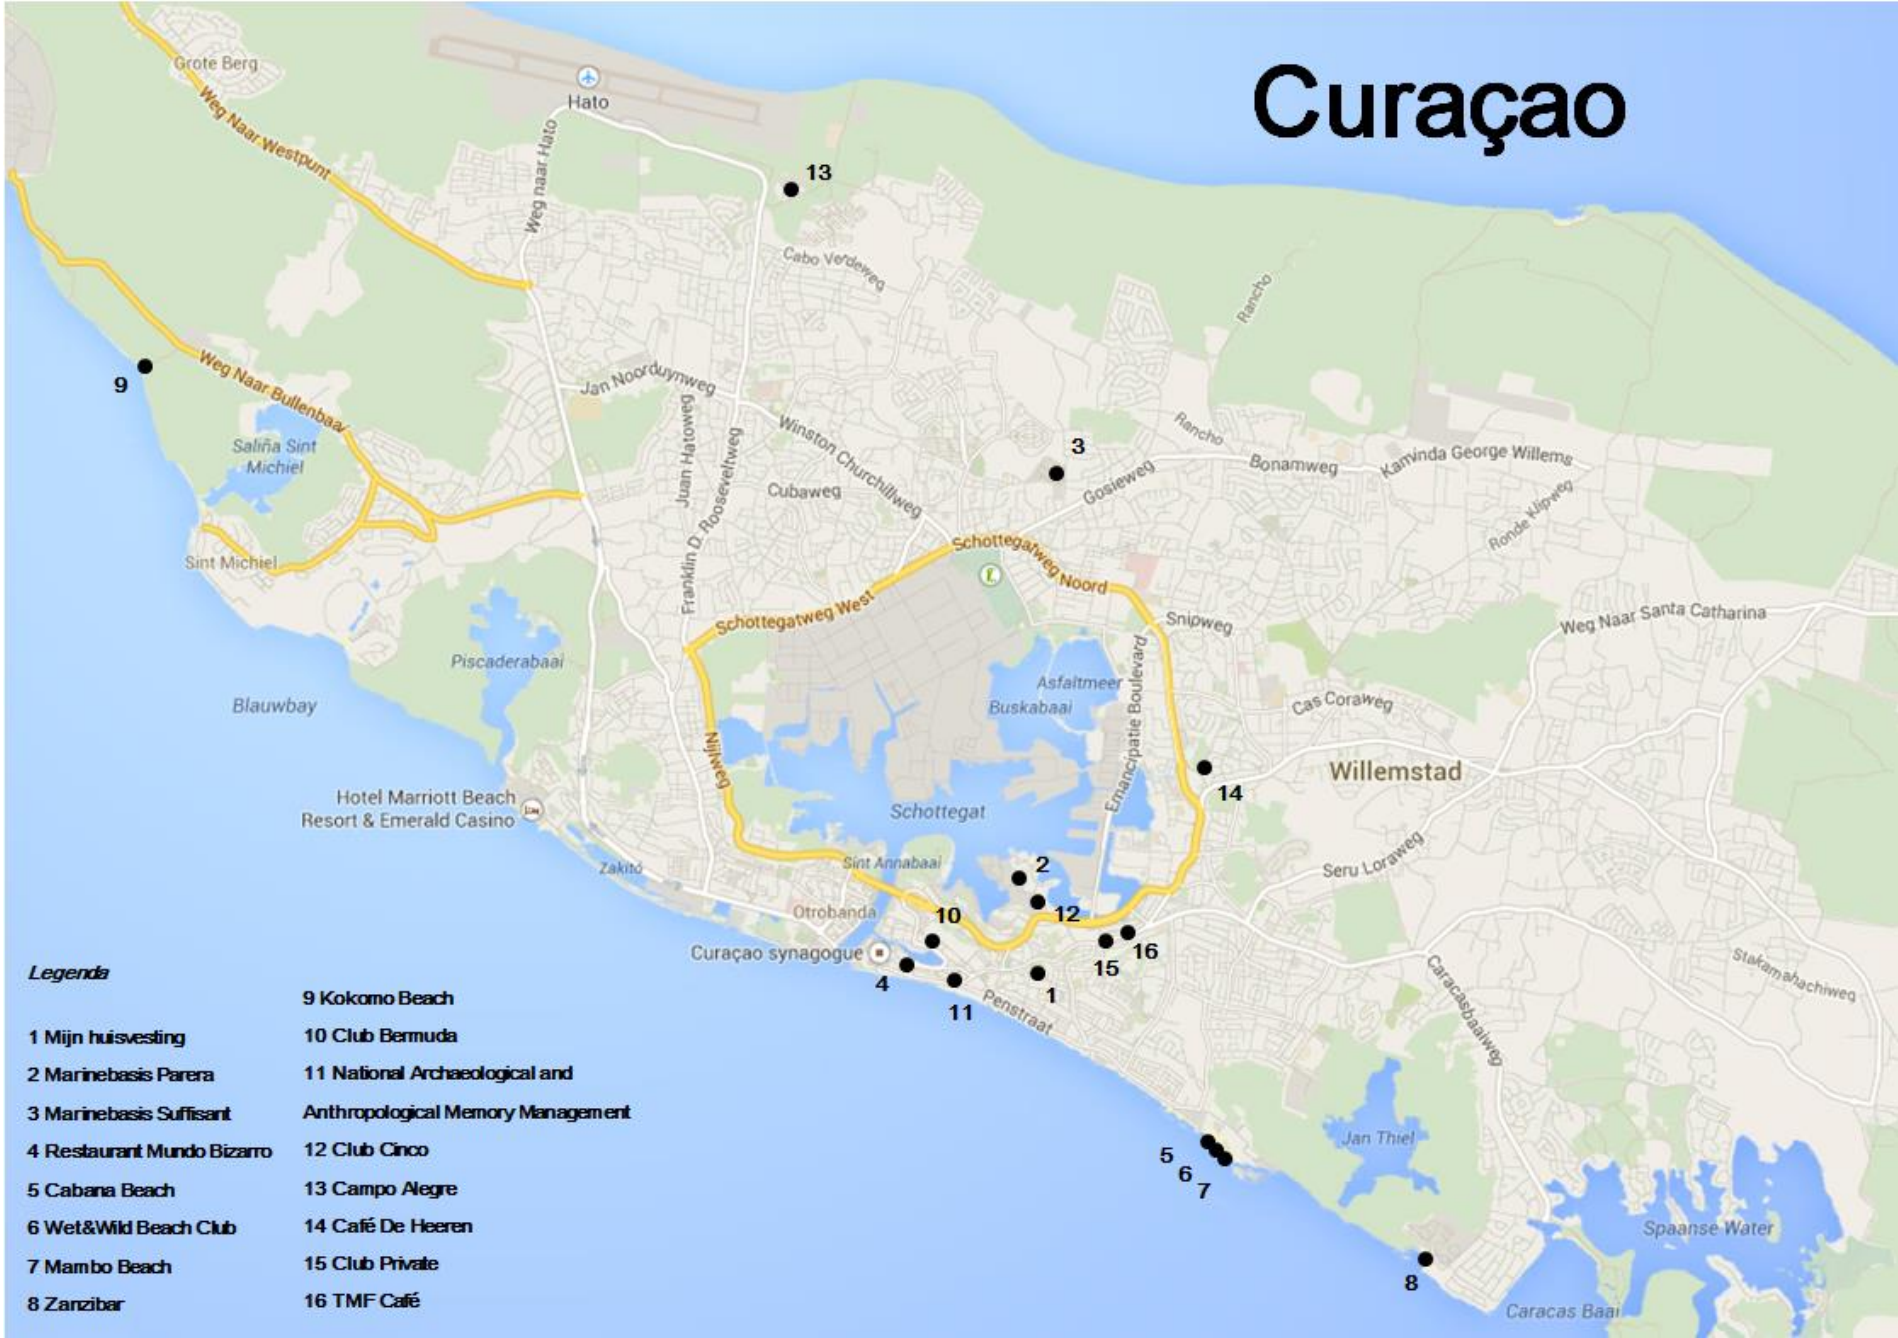 Curaçao
Grote Berg
Weg Naar Westpunt
Hato
Weg naar Hato
13
Cabo Verdeweg
Rancho
9
Weg Naar Bullenbaai
Jan Noorduynweg
Juan Hatoweg
Winston Churchillweg
Rancho
3
Saliña Sint
Michiel
Cubaweg
Gosieweg
Bonamweg
Kaminda George Willems
Ronde Klipweg
Franklin D. Rooseveltweg
Sint Michiel
Schottegatweg Noord
Schottegatweg West
Snipweg
Weg Naar Santa Catharina
Piscaderabaai
Asfaltmeer
Buskabaai
Emancipatie Boulevard
Cas Coraweg
Blauwbay
Nijlweg
14
Willemstad
Hotel Marriott Beach
Resort & Emerald Casino
Schottegat
Zakitó
Sint Annabaai
2
Seru Loraweg
Otrobanda
10
12
16
15
Curaçao synagogue
4
11
1
Penstraat
Caracasbaaiweg
Stakamahachiweg
5
6
7
Jan Thiel
Spaanse Water
8
Caracas Baai
Legenda
1 Mijn huisvesting
2 Marinebasis Parera
3 Marinebasis Suffisant
4 Restaurant Mundo Bizarro
5 Cabana Beach
6 Wet&Wild Beach Club
7 Mambo Beach
8 Zanzibar
9 Kokomo Beach
10 Club Bermuda
11 National Archaeological and
Anthropological Memory Management
12 Club Cinco
13 Campo Alegre
14 Café De Heeren
15 Club Private
16 TMF Café